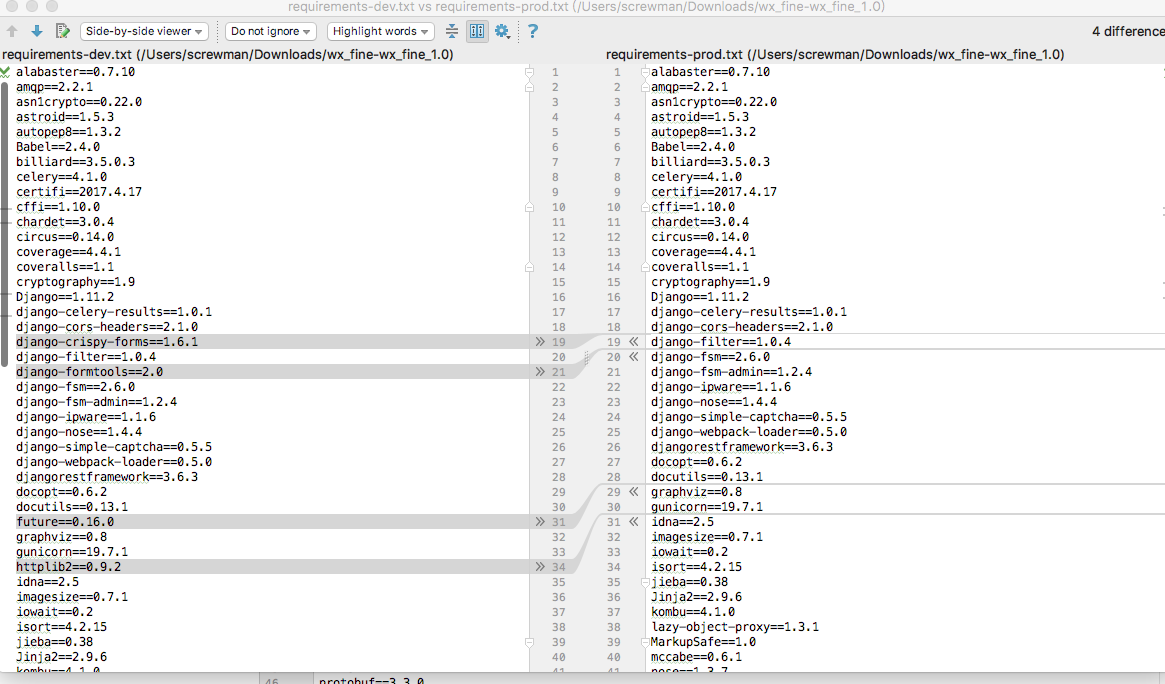 requirements-dev.txt vs requirements-prod.txt (/Users/screwman/Downloads/wx_fine-wx_fine_1.0)
Side-by-side viewer Do not ignore Highlight words ? 4 difference
requirements-dev.txt (/Users/screwman/Downloads/wx_fine-wx_fine_1.0) requirements-prod.txt (/Users/screwman/Downloads/wx_fine-wx_fine_1.0)
alabaster==0.7.10 1 1 alabaster==0.7.10
amqp==2.2.1 2 2 amqp==2.2.1
asn1crypto==0.22.0 3 3 asn1crypto==0.22.0
astroid==1.5.3 4 4 astroid==1.5.3
autopep8==1.3.2 5 5 autopep8==1.3.2
Babel==2.4.0 6 6 Babel==2.4.0
billiard==3.5.0.3 7 7 billiard==3.5.0.3
celery==4.1.0 8 8 celery==4.1.0
certifi==2017.4.17 9 9 certifi==2017.4.17
cffi==1.10.0 10 10 cffi==1.10.0
chardet==3.0.4 11 11 chardet==3.0.4
circus==0.14.0 12 12 circus==0.14.0
coverage==4.4.1 13 13 coverage==4.4.1
coveralls==1.1 14 14 coveralls==1.1
cryptography==1.9 15 15 cryptography==1.9
Django==1.11.2 16 16 Django==1.11.2
django-celery-results==1.0.1 17 17 django-celery-results==1.0.1
django-cors-headers==2.1.0 18 18 django-cors-headers==2.1.0
django-crispy-forms==1.6.1 » 19 19 « django-filter==1.0.4
django-filter==1.0.4 20 20 « django-fsm==2.6.0
django-formtools==2.0 » 21 21 django-fsm-admin==1.2.4
django-fsm==2.6.0 22 22 django-ipware==1.1.6
django-fsm-admin==1.2.4 23 23 django-nose==1.4.4
django-ipware==1.1.6 24 24 django-simple-captcha==0.5.5
django-nose==1.4.4 25 25 django-webpack-loader==0.5.0
django-simple-captcha==0.5.5 26 26 djangorestframework==3.6.3
django-webpack-loader==0.5.0 27 27 docopt==0.6.2
djangorestframework==3.6.3 28 28 docutils==0.13.1
docopt==0.6.2 29 29 « graphviz==0.8
docutils==0.13.1 30 30 gunicorn==19.7.1
future==0.16.0 » 31 31 « idna==2.5
graphviz==0.8 32 32 imagesize==0.7.1
gunicorn==19.7.1 33 33 iowait==0.2
httplib2==0.9.2 » 34 34 isort==4.2.15
idna==2.5 35 35 jieba==0.38
imagesize==0.7.1 36 36 Jinja2==2.9.6
iowait==0.2 37 37 kombu==4.1.0
isort==4.2.15 38 38 lazy-object-proxy==1.3.1
jieba==0.38 39 39 MarkupSafe==1.0
Jinja2==2.9.6 40 40 mccabe==0.6.1
kombu==4.1.0 41 41 nose==1.3.7
46 protobuf==3.3.0